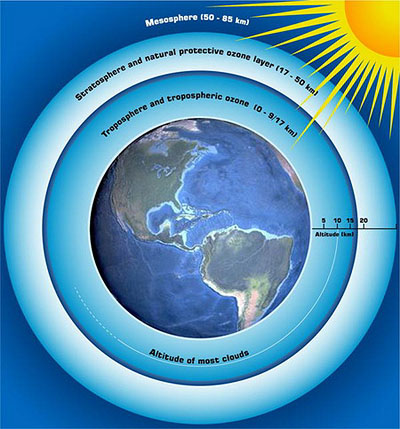 Mesosphere (50 - 85 km)
Stratosphere and natural protective ozone layer (17 - 50 km)
Troposphere and tropospheric ozone (0 - 9/17 km)
5 10 15 20
Altitude (km)
Altitude of most clouds